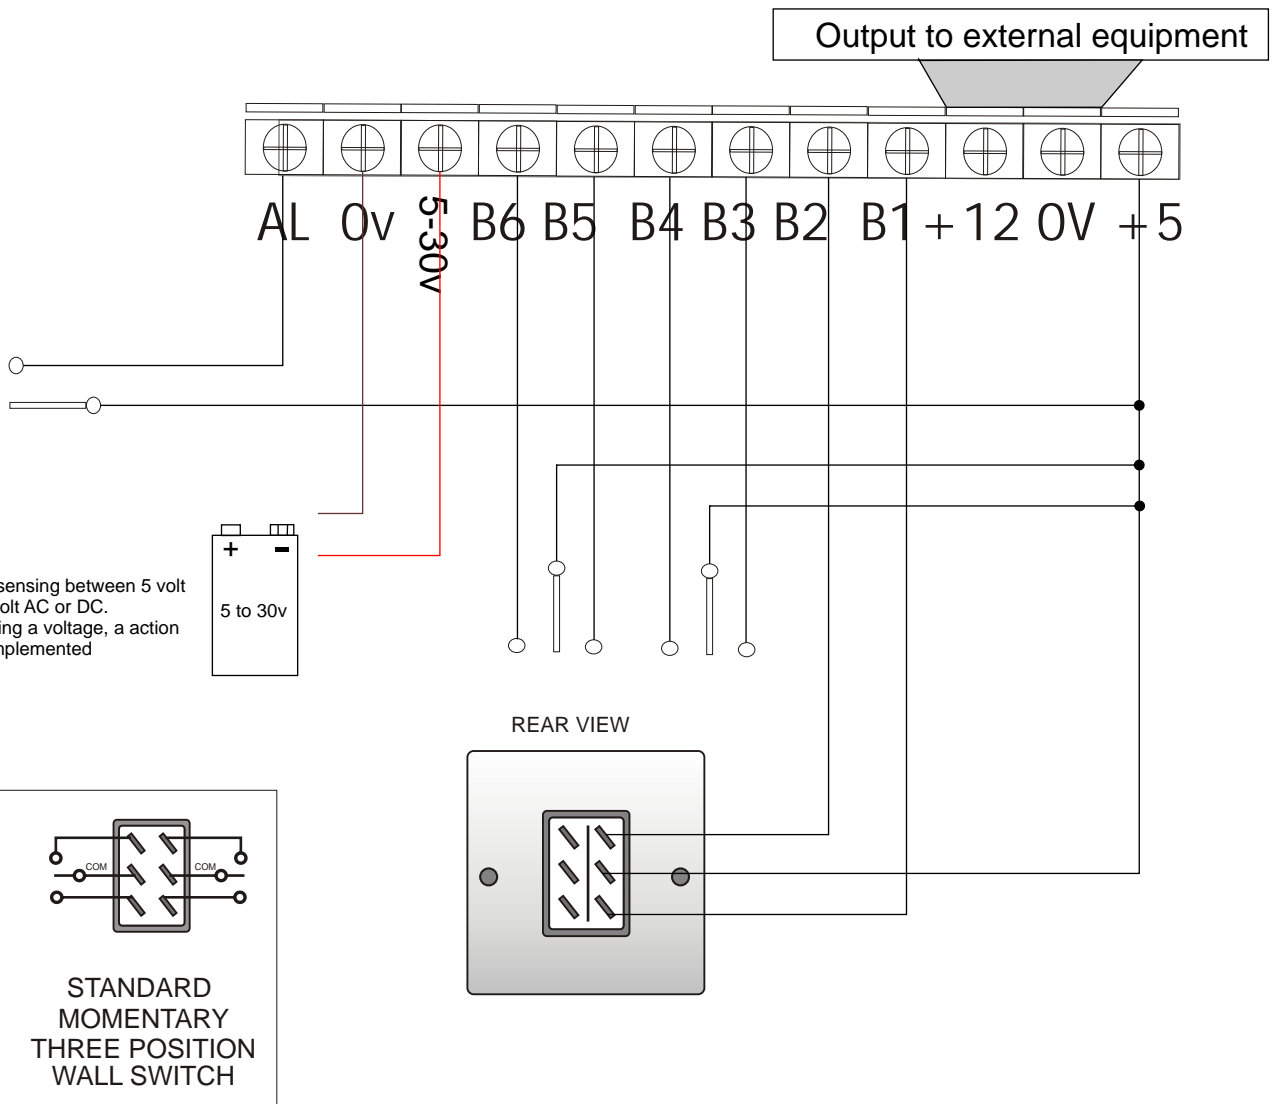 Output to external equipment
AL 0v 5-30v B6 B5 B4 B3 B2 B1 +12 0V +5
+ -
5 to 30v
sensing between 5 volt
olt AC or DC.
ing a voltage, a action
mplemented
REAR VIEW
COM COM
STANDARD
MOMENTARY
THREE POSITION
WALL SWITCH